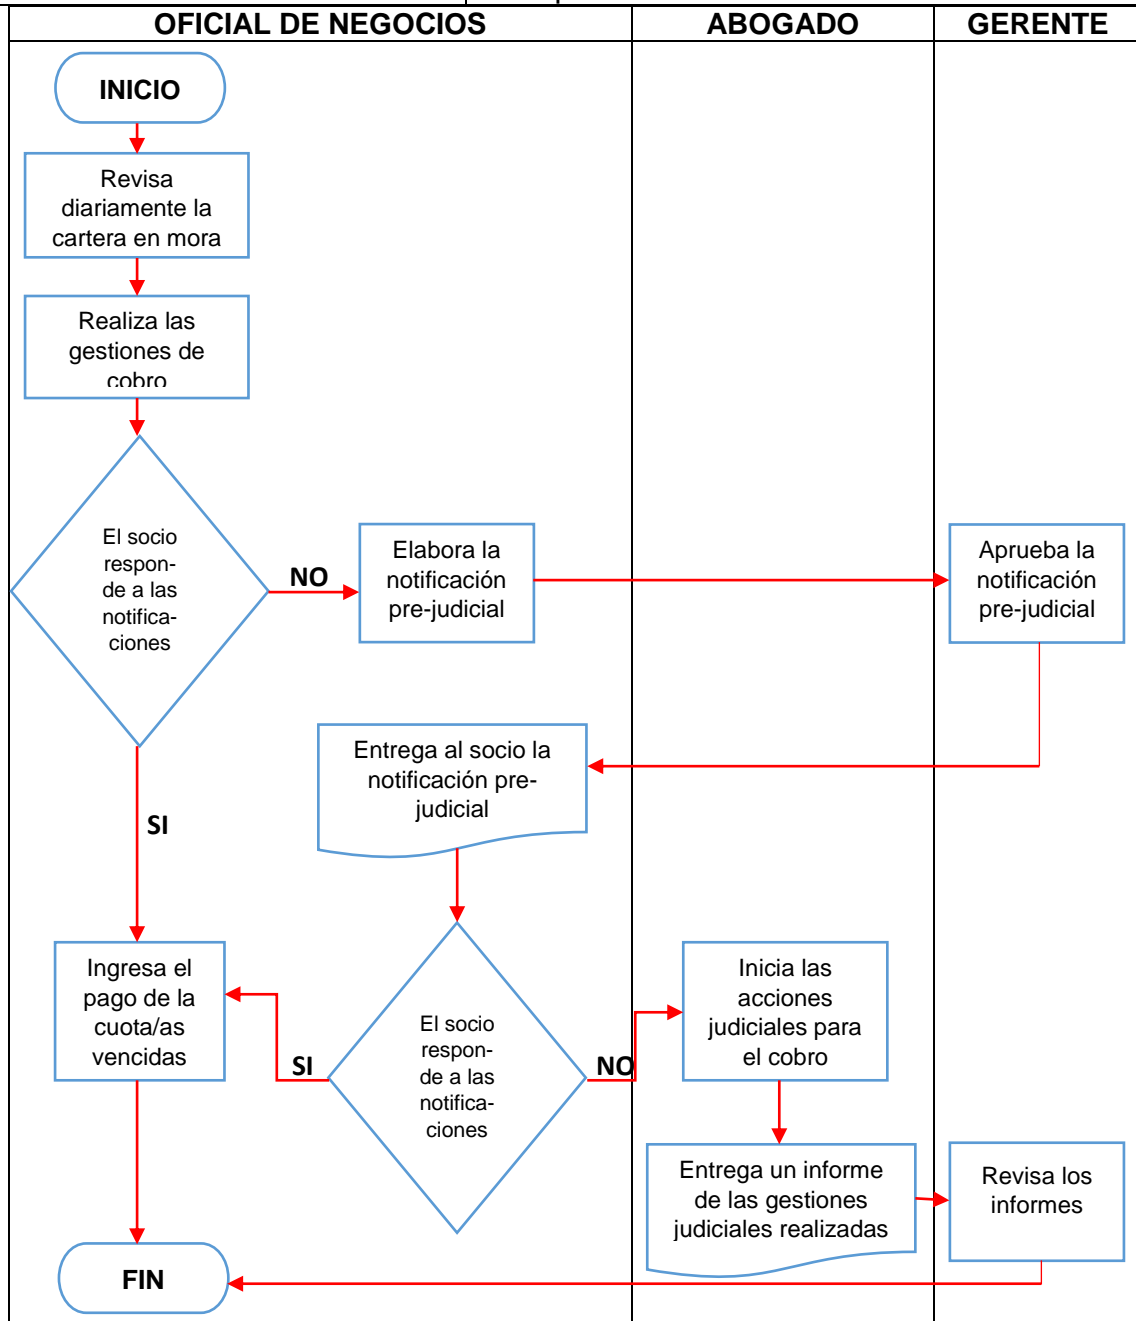 OFICIAL DE NEGOCIOS
ABOGADO
GERENTE
INICIO
Revisa
diariamente la
cartera en mora
Realiza las
gestiones de
cobro
El socio
respon-
de a las
notifica-
ciones
NO
Elabora la
notificación
pre-judicial
Aprueba la
notificación
pre-judicial
Entrega al socio la
notificación pre-
judicial
SI
Ingresa el
pago de la
cuota/as
vencidas
SI
El socio
respon-
de a las
notifica-
ciones
NO
Inicia las
acciones
judiciales para
el cobro
Entrega un informe
de las gestiones
judiciales realizadas
Revisa los
informes
FIN